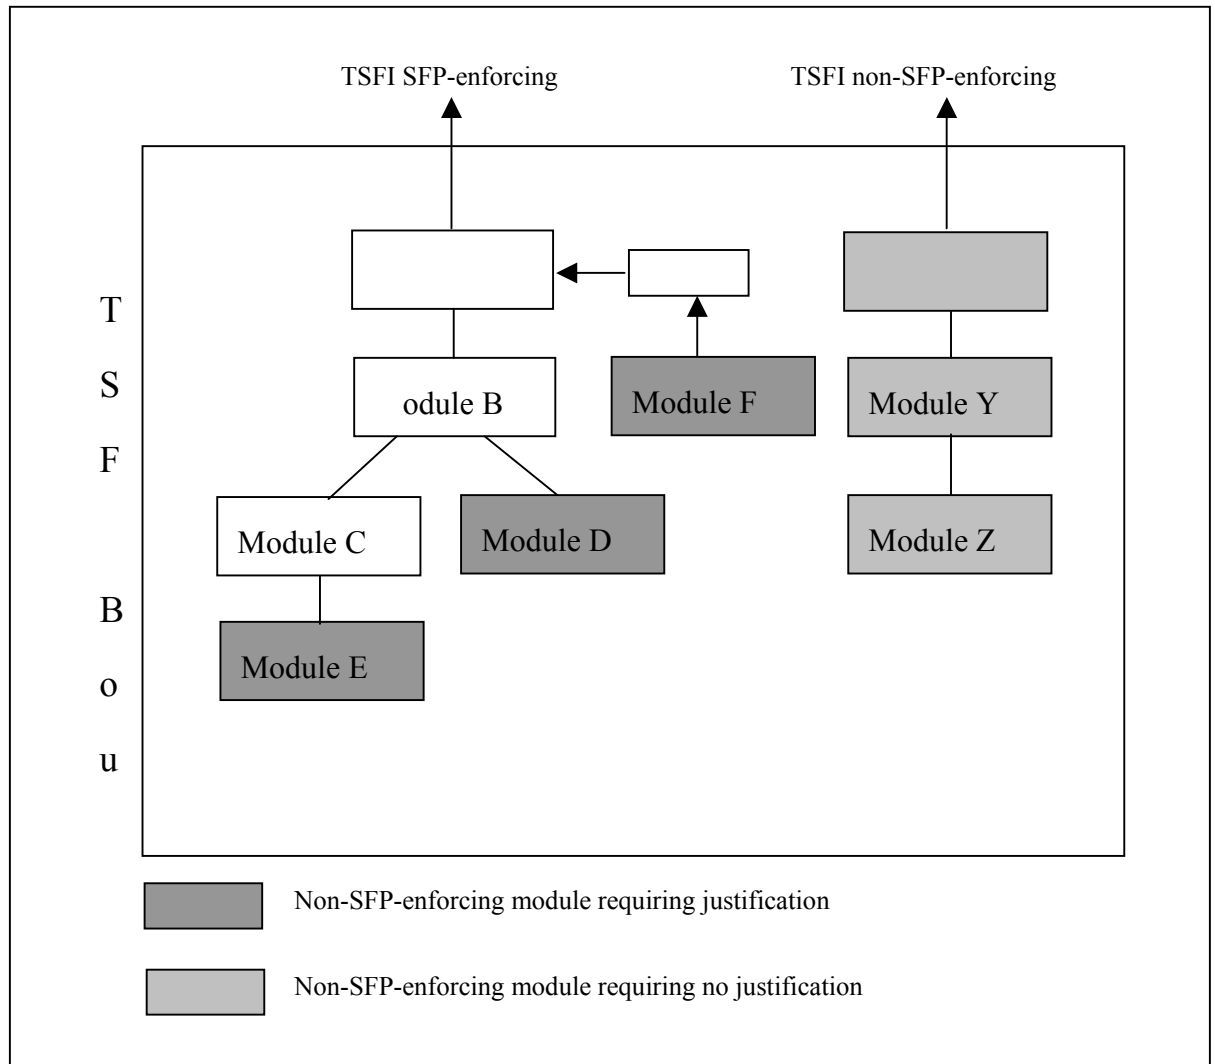 TSFI SFP-enforcing
TSFI non-SFP-enforcing
T
S
F
B
o
u
odule B
Module F
Module Y
Module C
Module D
Module Z
Module E
Non-SFP-enforcing module requiring justification
Non-SFP-enforcing module requiring no justification